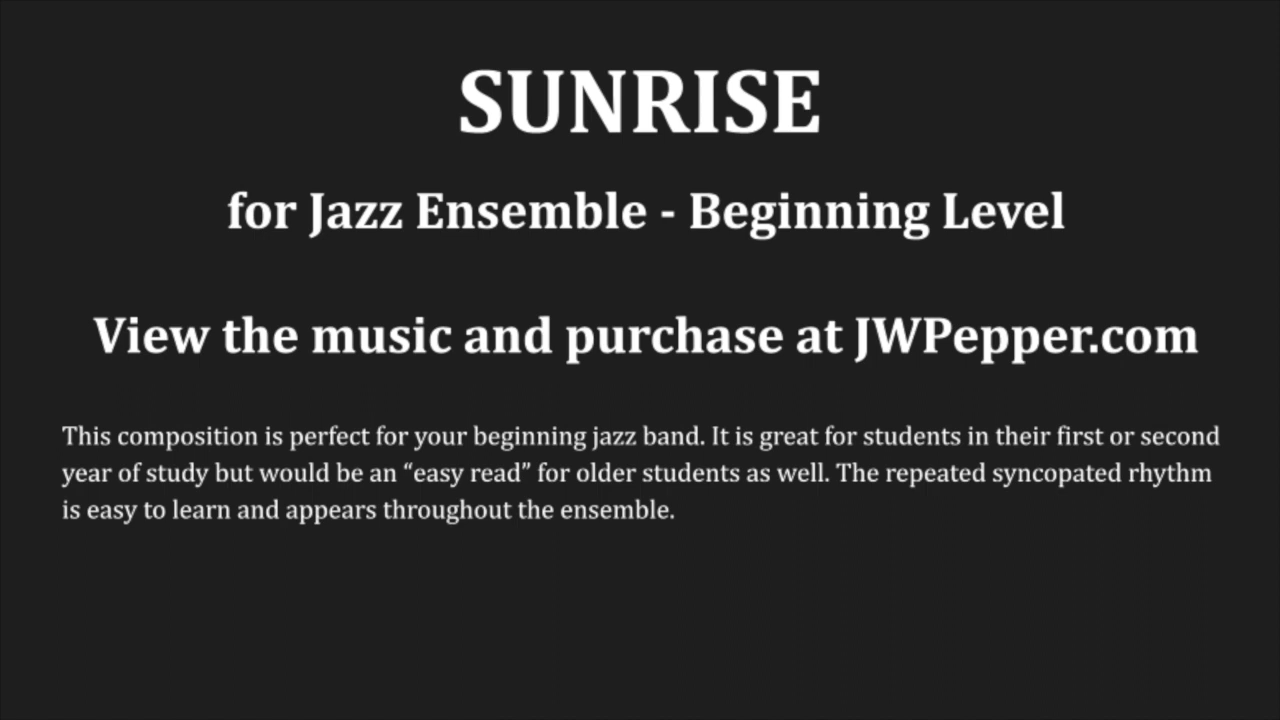 SUNRISE
for Jazz Ensemble - Beginning Level
View the music and purchase at JWPepper.com
This composition is perfect for your beginning jazz band. It is great for students in their first or second
year of study but would be an “easy read” for older students as well. The repeated syncopated rhythm
is easy to learn and appears throughout the ensemble.